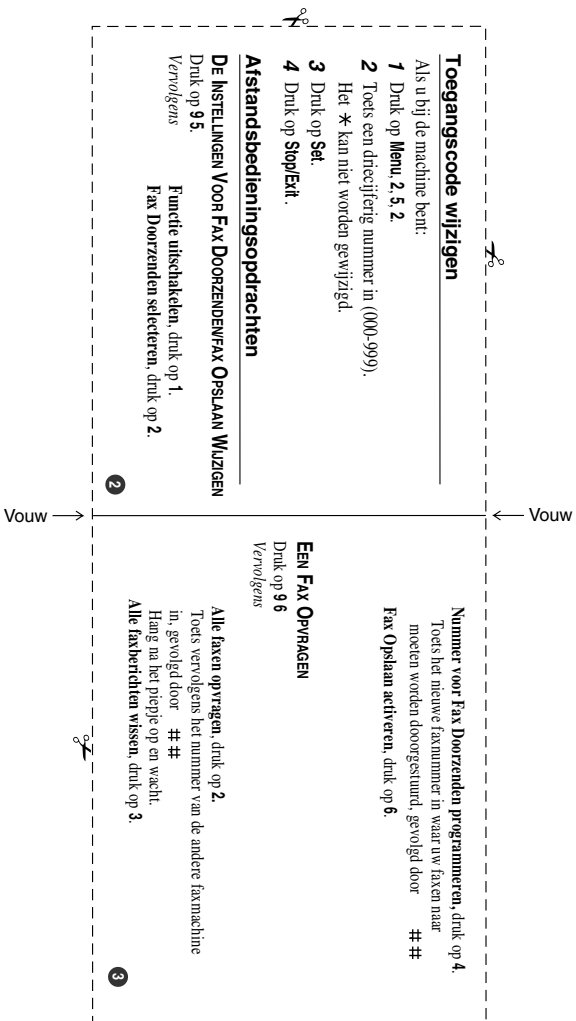 Toegangscode wijzigen
Als u bij de machine bent:
1 Druk op Menu, 2, 5, 2.
2 Toets een driecijferig nummer in (000-999).
Het * kan niet worden gewijzigd.
3 Druk op Set.
4 Druk op Stop/Exit .
Afstandsbedieningsopdrachten
DE INSTELLINGEN VOOR FAX DOORZENDEN/FAX OPSLAAN WIJZIGEN
Druk op 9 5.
Vervolgens
Functie uitschakelen, druk op 1.
Fax Doorzenden selecteren, druk op 2.
2
Vouw
Vouw
Nummer voor Fax Doorzenden programmeren, druk op 4.
Toets het nieuwe faxnummer in waar uw faxen naar
moeten worden dooorgestuurd, gevolgd door # #
Fax Opslaan activeren, druk op 6.
EEN FAX OPVRAGEN
Druk op 9 6
Vervolgens
Alle faxen opvragen, druk op 2.
Toets vervolgens het nummer van de andere faxmachine
in, gevolgd door # #
Hang na het piepje op en wacht.
Alle faxberichten wissen, druk op 3.
3